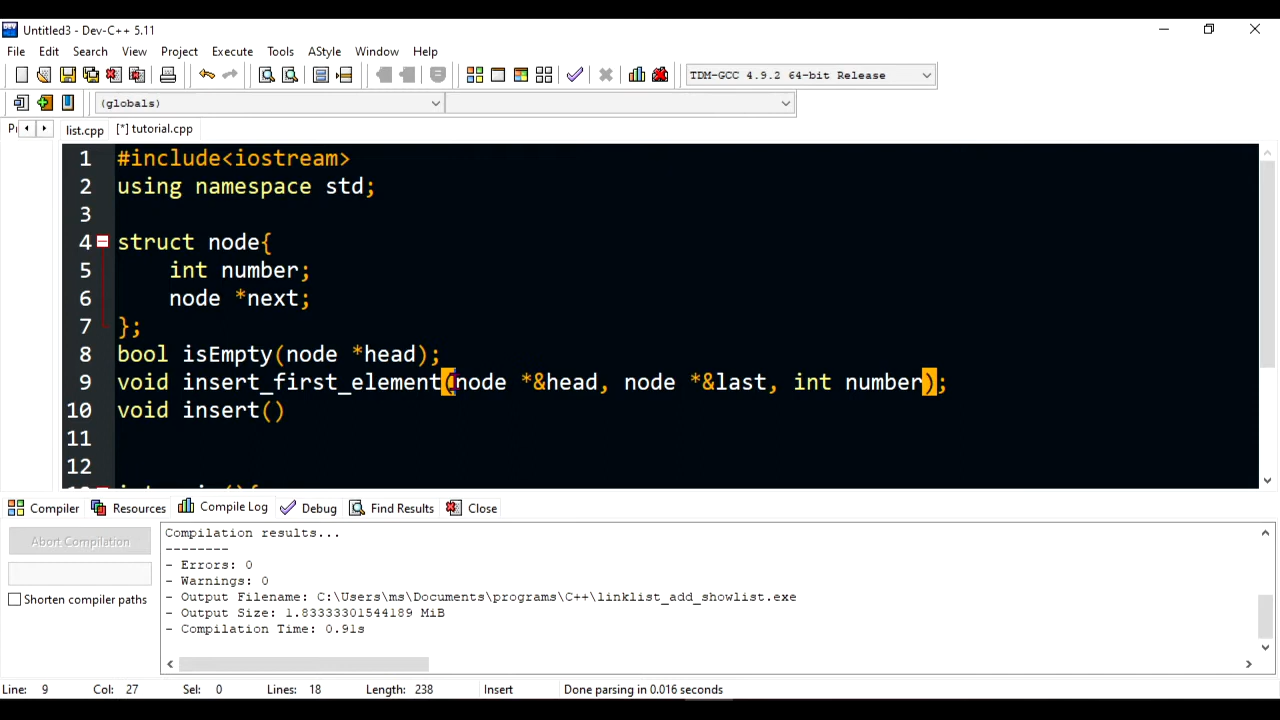 Untitled3 - Dev-C++ 5.11
File Edit Search View Project Execute Tools AStyle Window Help
TDM-GCC 4.9.2 64-bit Release
(globals)
list.cpp [*] tutorial.cpp
1 #include<iostream>
2 using namespace std;
3
4 struct node{
5 int number;
6 node *next;
7 };
8 bool isEmpty(node *head);
9 void insert_first_element(node *&head, node *&last, int number);
10 void insert()
11
12
Compiler Resources Compile Log Debug Find Results Close
Abort Compilation
Shorten compiler paths
Compilation results...
--------
- Errors: 0
- Warnings: 0
- Output Filename: C:\Users\ms\Documents\programs\C++\linklist_add_showlist.exe
- Output Size: 1.83333301544189 MiB
- Compilation Time: 0.91s
Line: 9 Col: 27 Sel: 0 Lines: 18 Length: 238 Insert Done parsing in 0.016 seconds